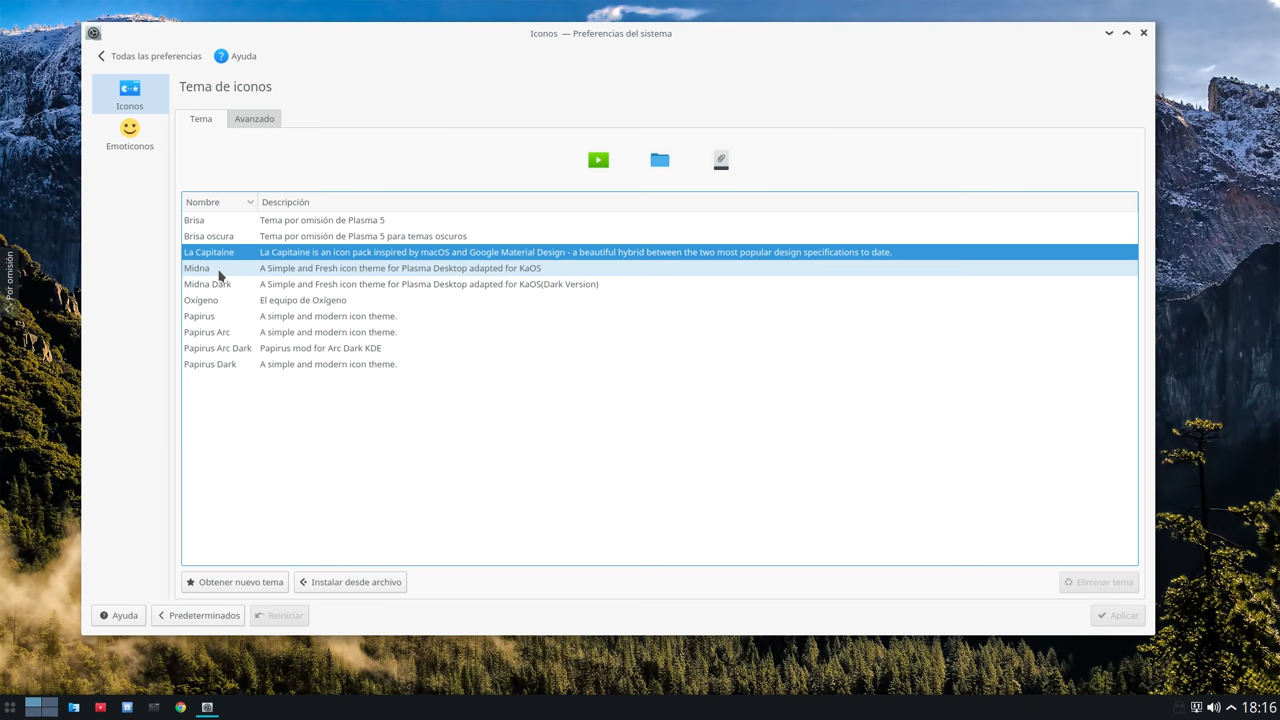 Iconos — Preferencias del sistema
Todas las preferencias
Ayuda
Iconos
Emoticonos
Tema de iconos
Tema
Avanzado
Nombre Descripción
Brisa Tema por omisión de Plasma 5
Brisa oscura Tema por omisión de Plasma 5 para temas oscuros
La Capitaine La Capitaine is an icon pack inspired by macOS and Google Material Design - a beautiful hybrid between the two most popular design specifications to date.
Midna A Simple and Fresh icon theme for Plasma Desktop adapted for KaOS
Midna Dark A Simple and Fresh icon theme for Plasma Desktop adapted for KaOS(Dark Version)
Oxígeno El equipo de Oxígeno
Papirus A simple and modern icon theme.
Papirus Arc A simple and modern icon theme.
Papirus Arc Dark Papirus mod for Arc Dark KDE
Papirus Dark A simple and modern icon theme.
Obtener nuevo tema
Instalar desde archivo
Eliminar tema
Ayuda
Predeterminados
Reiniciar
Aplicar
Por omisión
18:16